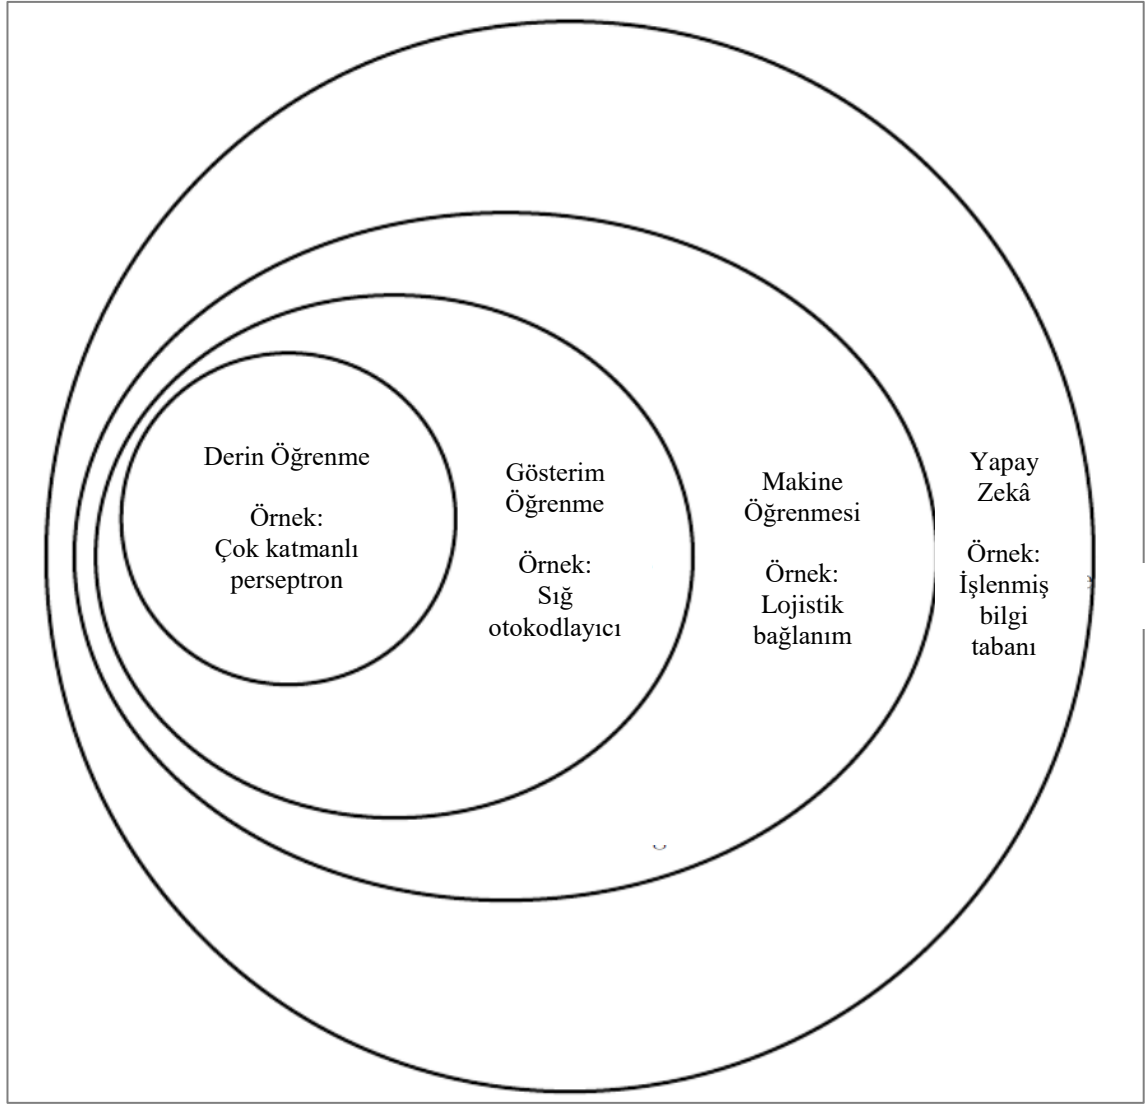 Derin Öğrenme
Örnek:
Çok katmanlı
perseptron
Gösterim
Öğrenme
Örnek:
Sığ
otokodlayıcı
Makine
Öğrenmesi
Örnek:
Lojistik
bağlanım
Yapay
Zekâ
Örnek:
İşlenmiş
bilgi
tabanı